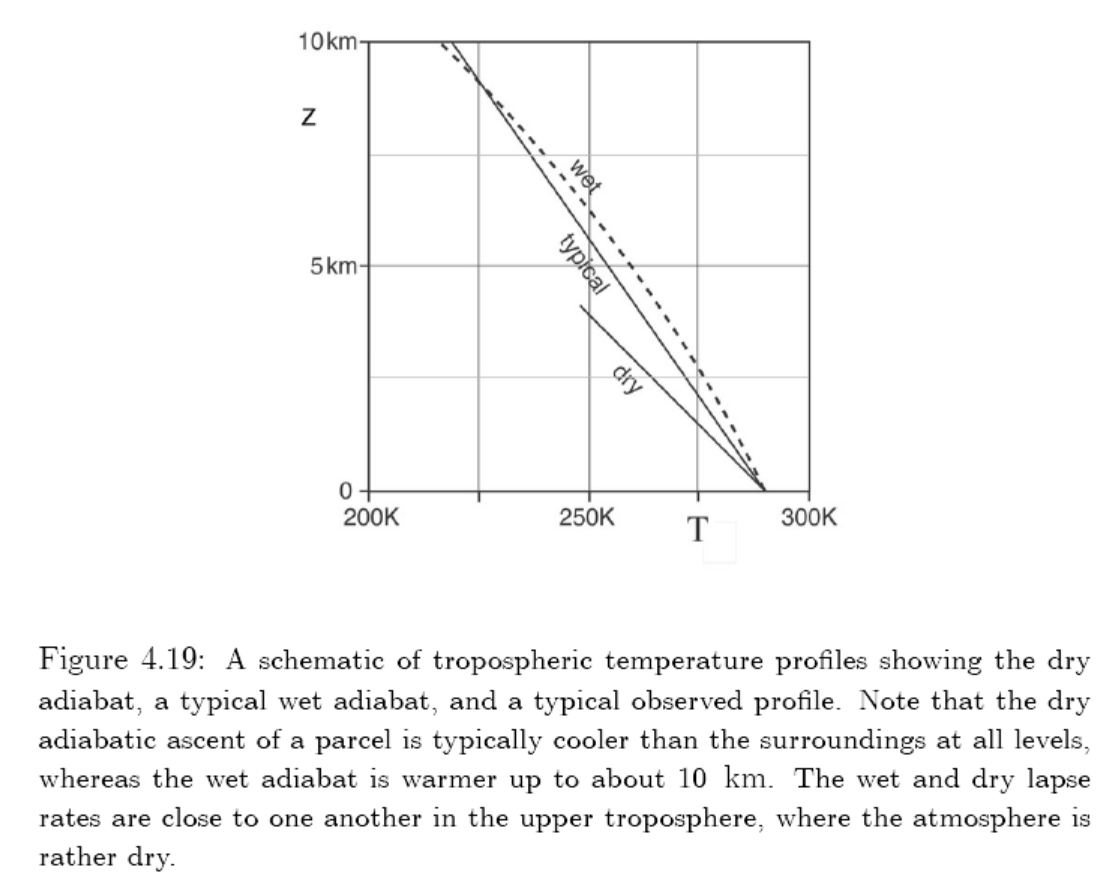 10km
z
wet
typical
5km
dry
0
200K
250K
T
300K
Figure 4.19: A schematic of tropospheric temperature profiles showing the dry
adiabat, a typical wet adiabat, and a typical observed profile. Note that the dry
adiabatic ascent of a parcel is typically cooler than the surroundings at all levels,
whereas the wet adiabat is warmer up to about 10 km. The wet and dry lapse
rates are close to one another in the upper troposphere, where the atmosphere is
rather dry.